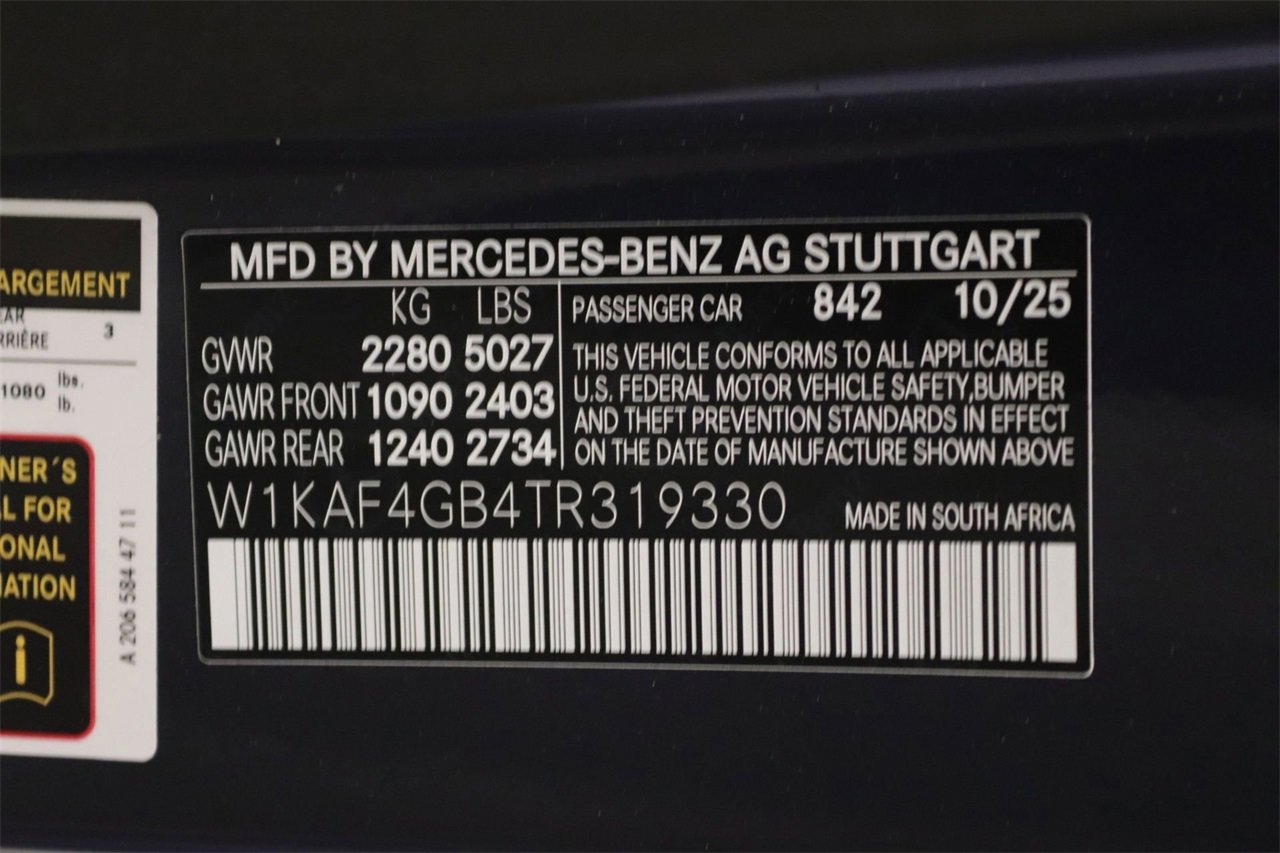 ARGEMENT
EAR
RRIÈRE
3
1080
lbs.
lb.
NER´S
L FOR
ONAL
MATION
A 206 584 47 11
MFD BY MERCEDES-BENZ AG STUTTGART
KG LBS
GVWR 2280 5027
GAWR FRONT 1090 2403
GAWR REAR 1240 2734
PASSENGER CAR 842 10/25
THIS VEHICLE CONFORMS TO ALL APPLICABLE
U.S. FEDERAL MOTOR VEHICLE SAFETY,BUMPER
AND THEFT PREVENTION STANDARDS IN EFFECT
ON THE DATE OF MANUFACTURE SHOWN ABOVE
W1KAF4GB4TR319330
MADE IN SOUTH AFRICA